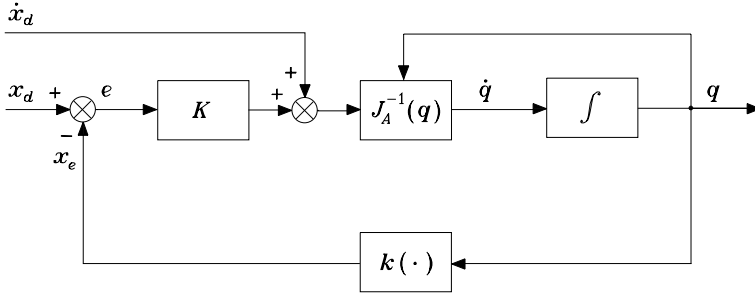 ẋ_d
+
x_d + e K + J_A^{-1}(q) q̇ ∫ q
−
x_e
k(·)